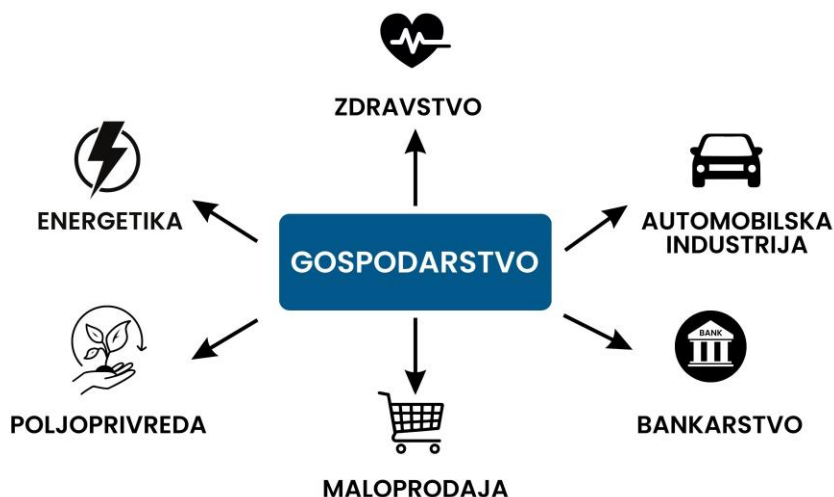 ZDRAVSTVO
ENERGETIKA
AUTOMOBILSKA
INDUSTRIJA
GOSPODARSTVO
BANK
POLJOPRIVREDA
BANKARSTVO
MALOPRODAJA